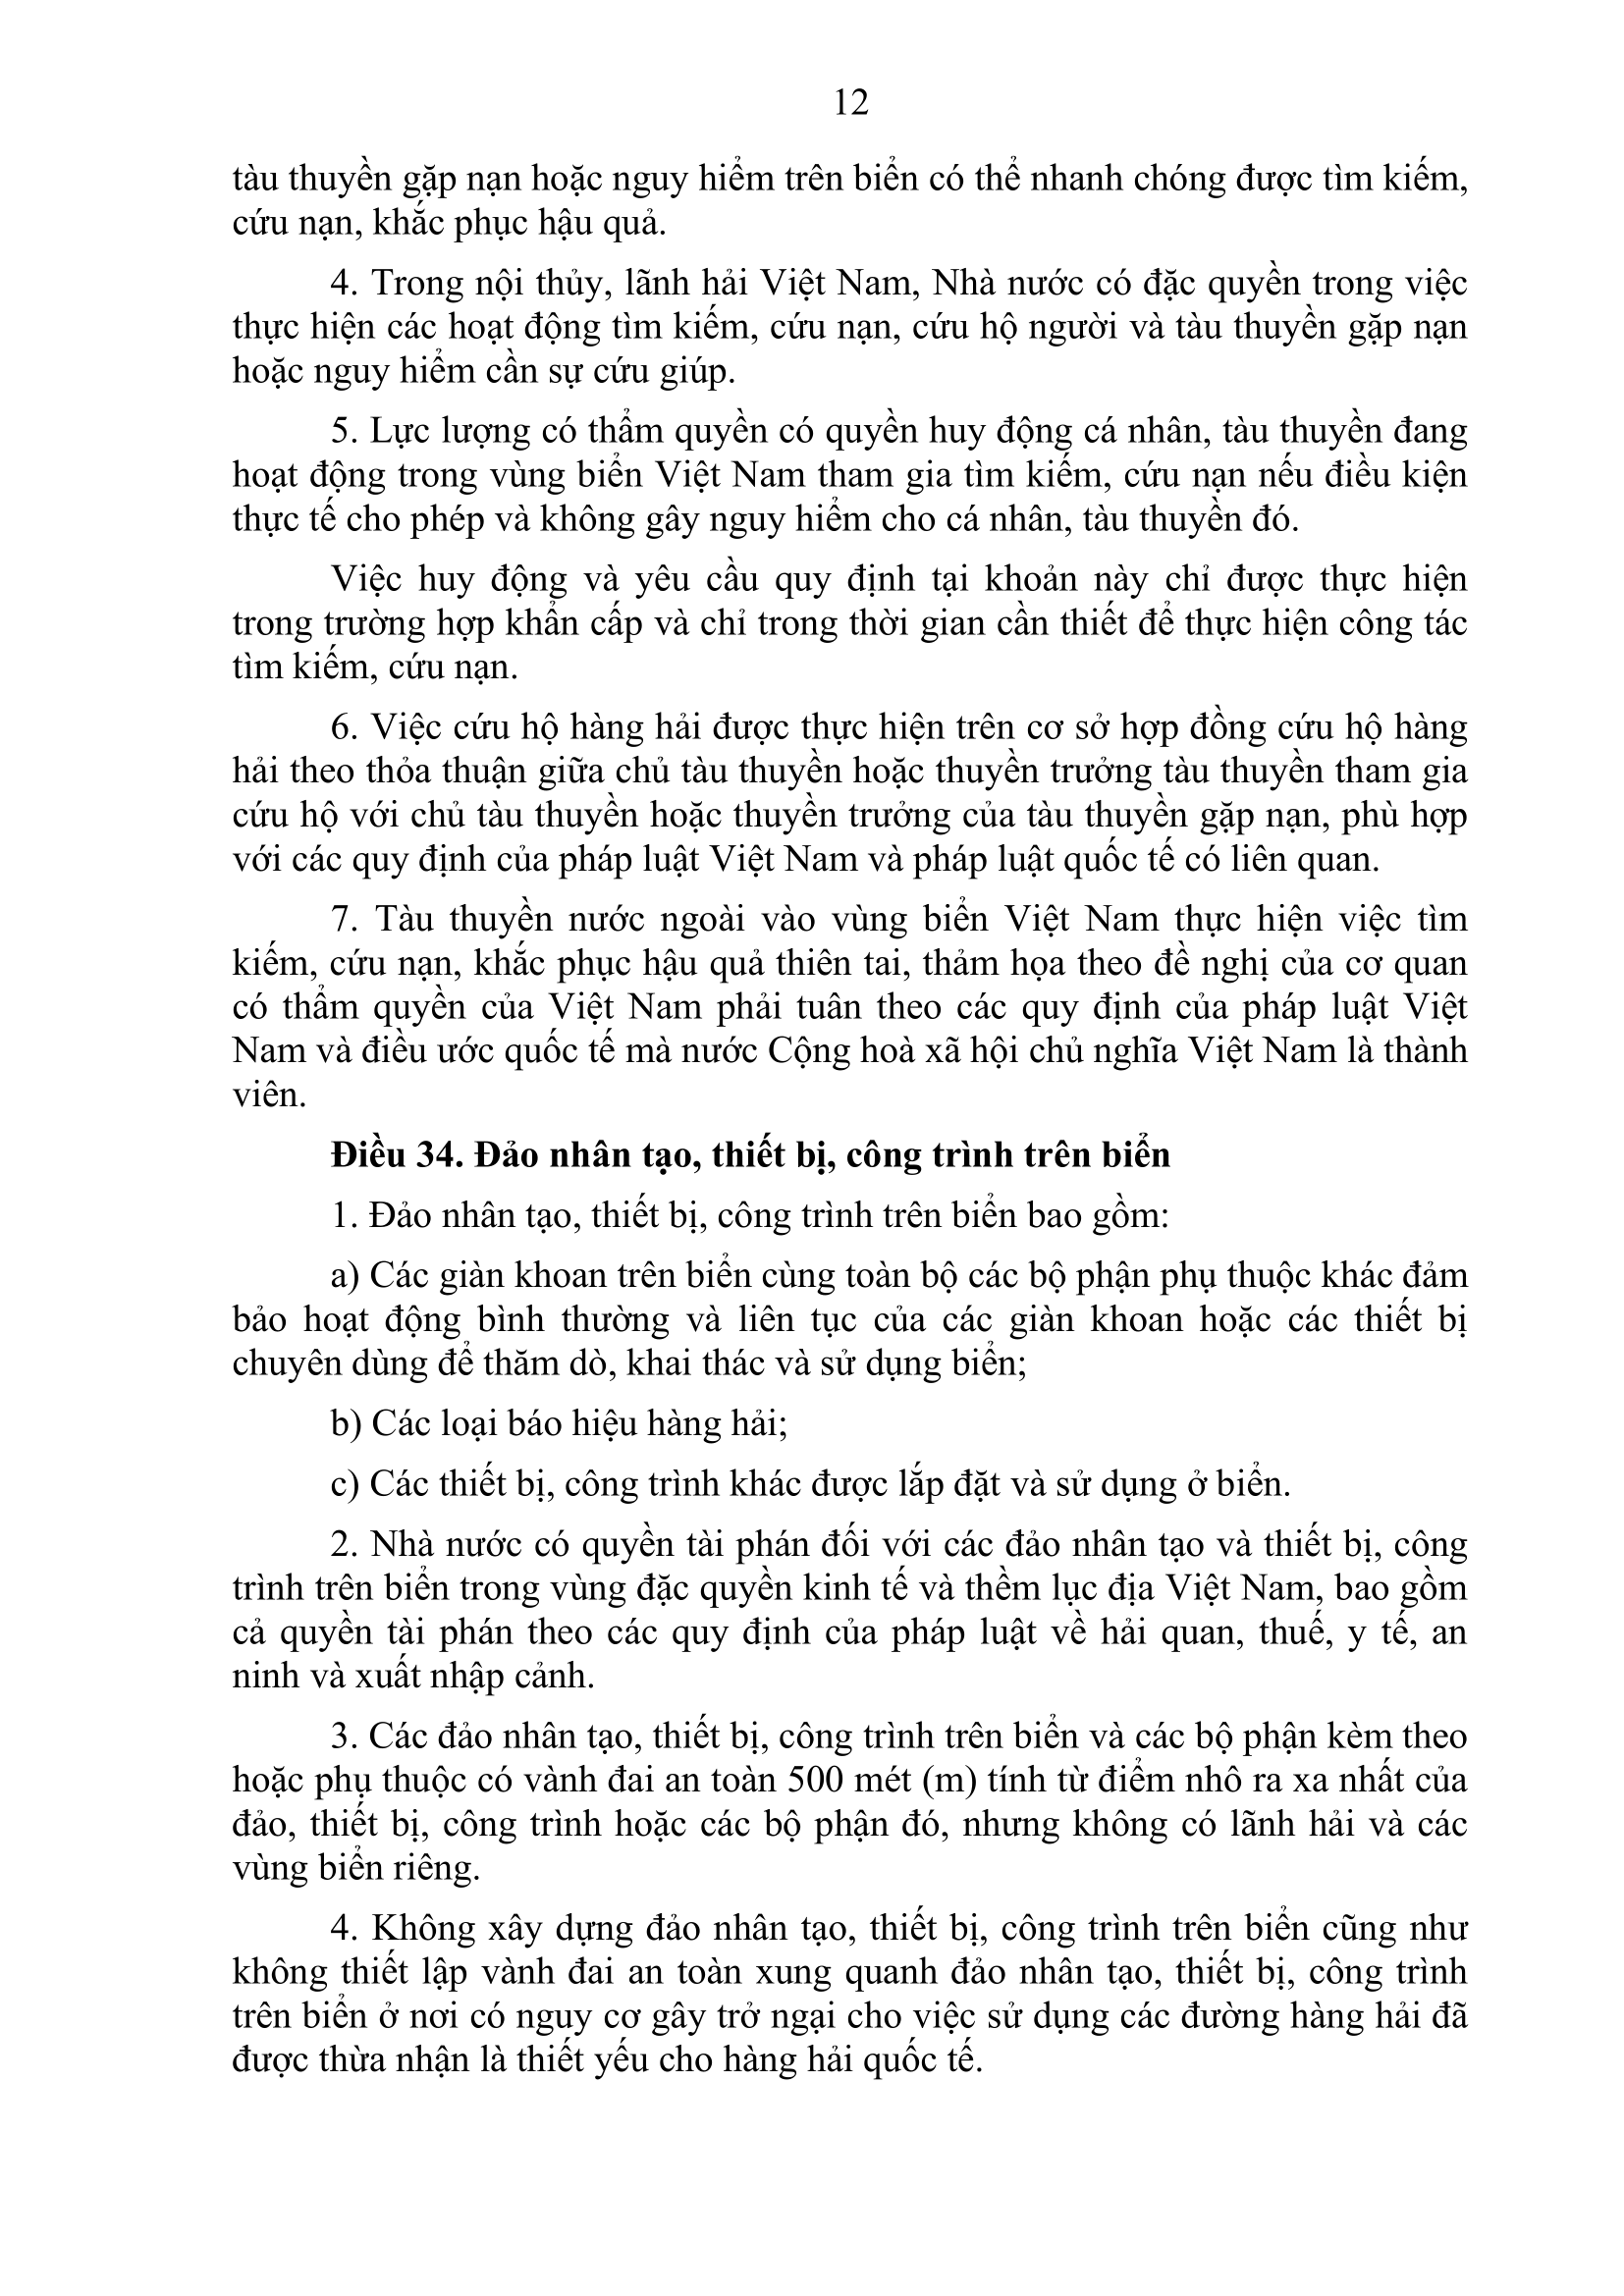 12
tàu thuyền gặp nạn hoặc nguy hiểm trên biển có thể nhanh chóng được tìm kiếm,
cứu nạn, khắc phục hậu quả.
4. Trong nội thủy, lãnh hải Việt Nam, Nhà nước có đặc quyền trong việc
thực hiện các hoạt động tìm kiếm, cứu nạn, cứu hộ người và tàu thuyền gặp nạn
hoặc nguy hiểm cần sự cứu giúp.
5. Lực lượng có thẩm quyền có quyền huy động cá nhân, tàu thuyền đang
hoạt động trong vùng biển Việt Nam tham gia tìm kiếm, cứu nạn nếu điều kiện
thực tế cho phép và không gây nguy hiểm cho cá nhân, tàu thuyền đó.
Việc huy động và yêu cầu quy định tại khoản này chỉ được thực hiện
trong trường hợp khẩn cấp và chỉ trong thời gian cần thiết để thực hiện công tác
tìm kiếm, cứu nạn.
6. Việc cứu hộ hàng hải được thực hiện trên cơ sở hợp đồng cứu hộ hàng
hải theo thỏa thuận giữa chủ tàu thuyền hoặc thuyền trưởng tàu thuyền tham gia
cứu hộ với chủ tàu thuyền hoặc thuyền trưởng của tàu thuyền gặp nạn, phù hợp
với các quy định của pháp luật Việt Nam và pháp luật quốc tế có liên quan.
7. Tàu thuyền nước ngoài vào vùng biển Việt Nam thực hiện việc tìm
kiếm, cứu nạn, khắc phục hậu quả thiên tai, thảm họa theo đề nghị của cơ quan
có thẩm quyền của Việt Nam phải tuân theo các quy định của pháp luật Việt
Nam và điều ước quốc tế mà nước Cộng hoà xã hội chủ nghĩa Việt Nam là thành
viên.
Điều 34. Đảo nhân tạo, thiết bị, công trình trên biển
1. Đảo nhân tạo, thiết bị, công trình trên biển bao gồm:
a) Các giàn khoan trên biển cùng toàn bộ các bộ phận phụ thuộc khác đảm
bảo hoạt động bình thường và liên tục của các giàn khoan hoặc các thiết bị
chuyên dùng để thăm dò, khai thác và sử dụng biển;
b) Các loại báo hiệu hàng hải;
c) Các thiết bị, công trình khác được lắp đặt và sử dụng ở biển.
2. Nhà nước có quyền tài phán đối với các đảo nhân tạo và thiết bị, công
trình trên biển trong vùng đặc quyền kinh tế và thềm lục địa Việt Nam, bao gồm
cả quyền tài phán theo các quy định của pháp luật về hải quan, thuế, y tế, an
ninh và xuất nhập cảnh.
3. Các đảo nhân tạo, thiết bị, công trình trên biển và các bộ phận kèm theo
hoặc phụ thuộc có vành đai an toàn 500 mét (m) tính từ điểm nhô ra xa nhất của
đảo, thiết bị, công trình hoặc các bộ phận đó, nhưng không có lãnh hải và các
vùng biển riêng.
4. Không xây dựng đảo nhân tạo, thiết bị, công trình trên biển cũng như
không thiết lập vành đai an toàn xung quanh đảo nhân tạo, thiết bị, công trình
trên biển ở nơi có nguy cơ gây trở ngại cho việc sử dụng các đường hàng hải đã
được thừa nhận là thiết yếu cho hàng hải quốc tế.